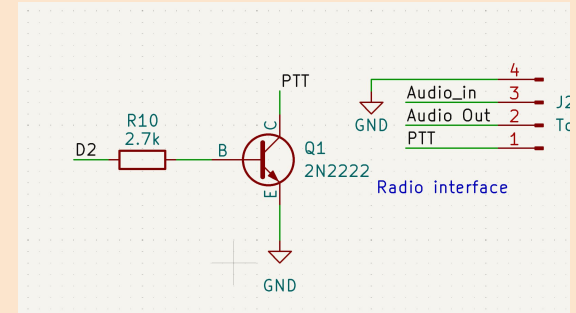 PTT
4
Audio_in 3
J2
Audio Out 2
GND
PTT 1
R10
2.7k
D2
B
C
Q1
2N2222
E
Radio interface
GND